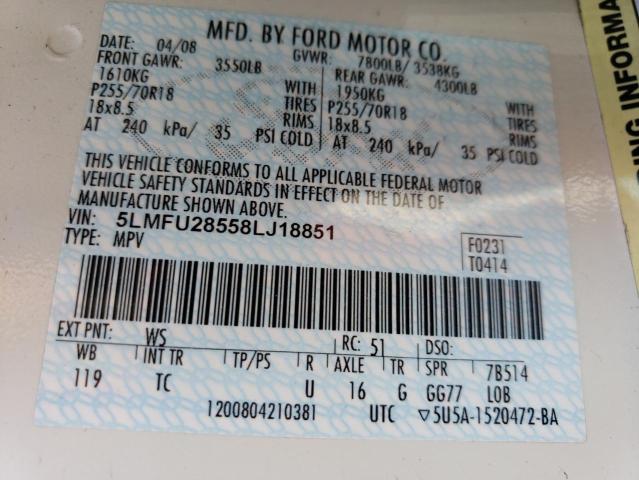 MFD. BY FORD MOTOR CO.
DATE: 04/08 GVWR: 7800LB/ 3538KG
FRONT GAWR: 3550LB REAR GAWR: 4300LB
1610KG WITH 1950KG WITH
P255/70R18 TIRES P255/70R18 TIRES
18x8.5 RIMS 18x8.5 RIMS
AT 240 kPa/ 35 PSI COLD AT 240 kPa/ 35 PSI COLD
THIS VEHICLE CONFORMS TO ALL APPLICABLE FEDERAL MOTOR
VEHICLE SAFETY STANDARDS IN EFFECT ON THE DATE OF
MANUFACTURE SHOWN ABOVE.
VIN: 5LMFU28558LJ18851
TYPE: MPV F0231
T0414
EXT PNT: WS RC: 51 DSO:
WB INT TR TP/PS R AXLE TR SPR 7B514
119 TC U 16 G GG77 LOB
1200804210381 UTC ▽5U5A-1520472-BA
ING INFORMA